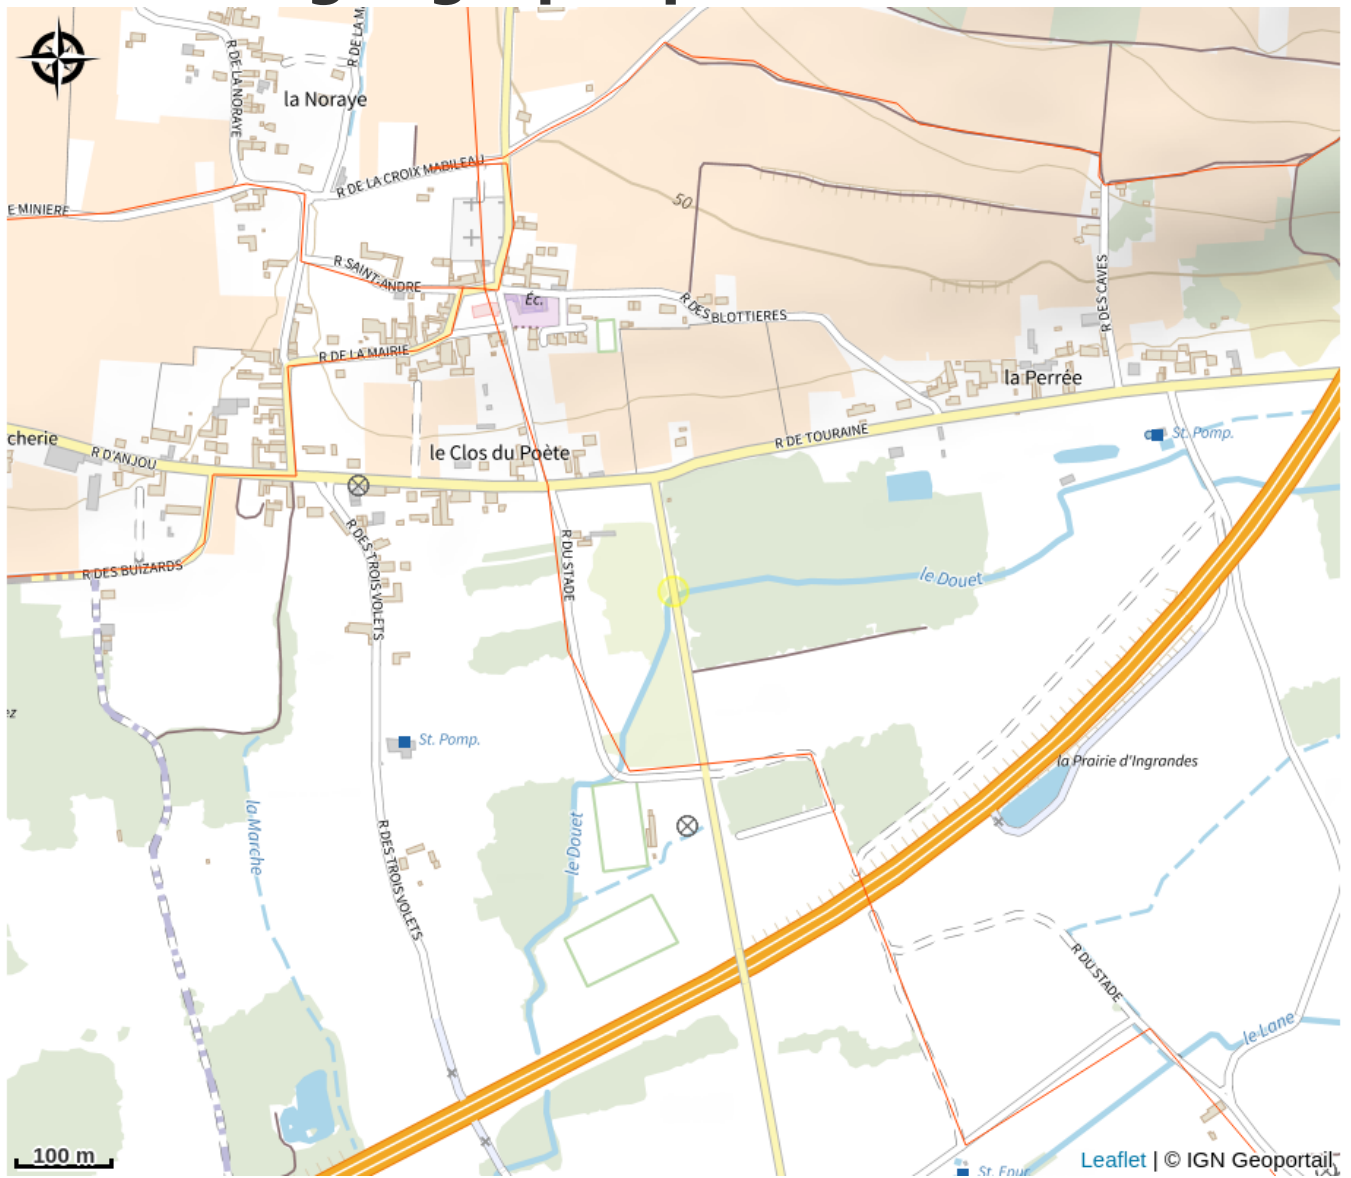 R DE LA NORAYE
R DE LA M
la Noraye
R DE LA CROIX MABILEAU
E MINIERE
50
R SAINT-ANDRE
Éc.
R DES BLOTTIERES
R DES CAVES
R DE LA MAIRIE
la Perrée
cherie
R D'ANJOU
le Clos du Poète
R DE TOURAINE
St. Pomp.
R DES BUIZARDS
R DES TROIS VOLETS
R DU STADE
le Douet
ez
St. Pomp.
la Prairie d'Ingrandes
la Marche
R DES TROIS VOLETS
le Douet
R DU STADE
le Lane
100 m
St. Epur.
Leaflet | © IGN Geoportail